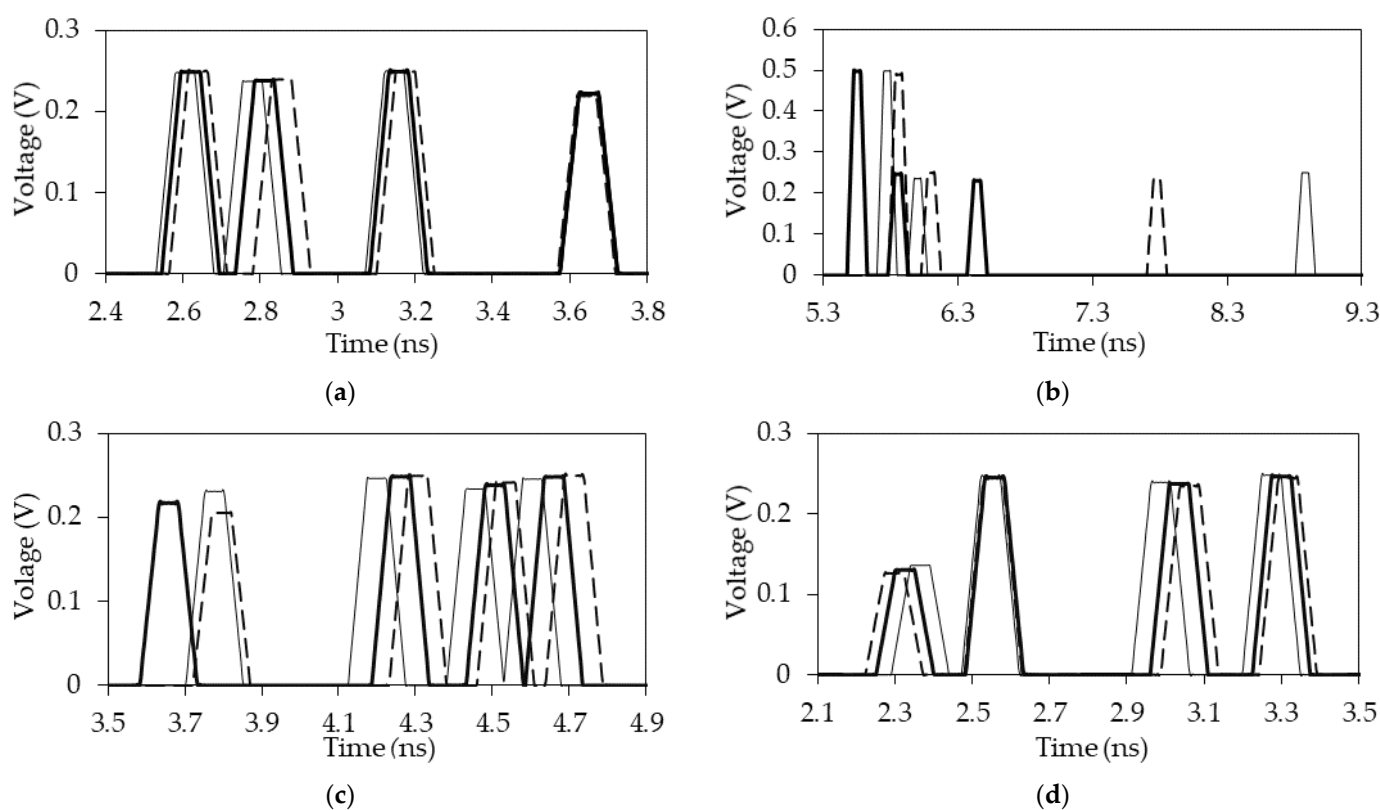 0.3
0.2
0.1
0
Voltage (V)
2.4 2.6 2.8 3 3.2 3.4 3.6 3.8
Time (ns)
(a)
0.6
0.5
0.4
0.3
0.2
0.1
0
Voltage (V)
5.3 6.3 7.3 8.3 9.3
Time (ns)
(b)
0.3
0.2
0.1
0
Volage (V)
3.5 3.7 3.9 4.1 4.3 4.5 4.7 4.9
Time (ns)
(c)
0.3
0.2
0.1
0
Voltage (V)
2.1 2.3 2.5 2.7 2.9 3.1 3.3 3.5
Time (ns)
(d)